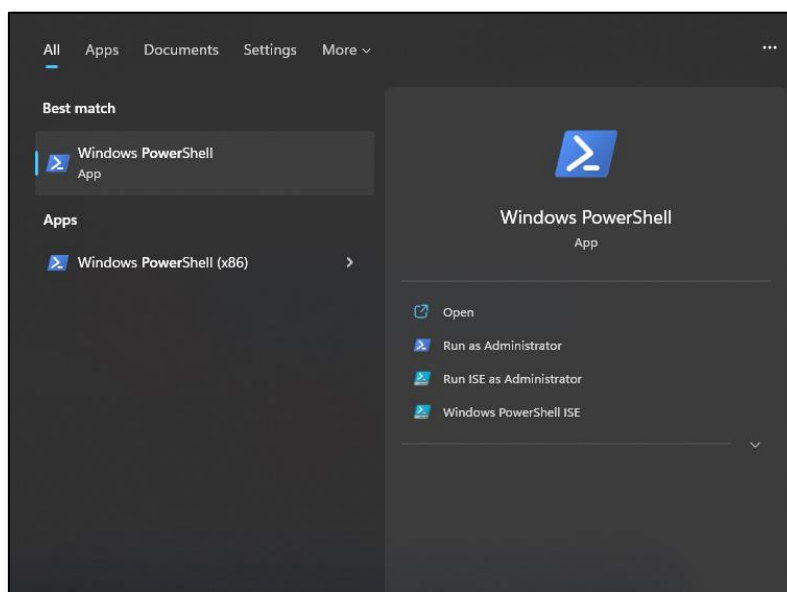 All Apps Documents Settings More
Best match
Windows PowerShell
App
Apps
Windows PowerShell (x86)
Windows PowerShell
App
Open
Run as Administrator
Run ISE as Administrator
Windows PowerShell ISE